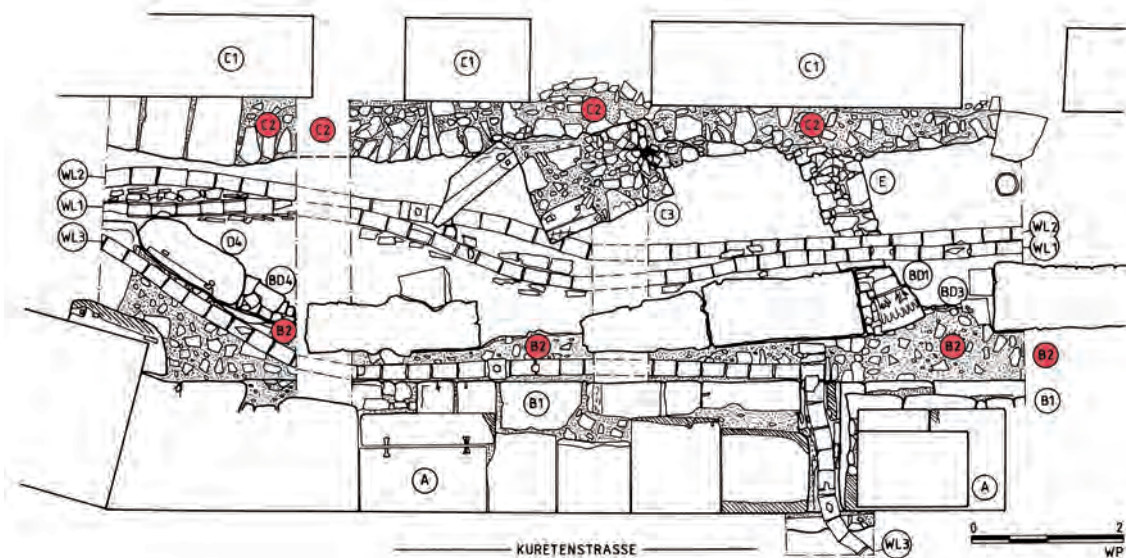 C1 C1 C1
C2 C2 C2 C2
WL2 E
WL1 C3
WL3 D4 WL2
WL1
BD4 BD1 BD3
B2 B2 B2 B2
B1 B1
A A
KURETENSTRASSE WL3 0 2
WP